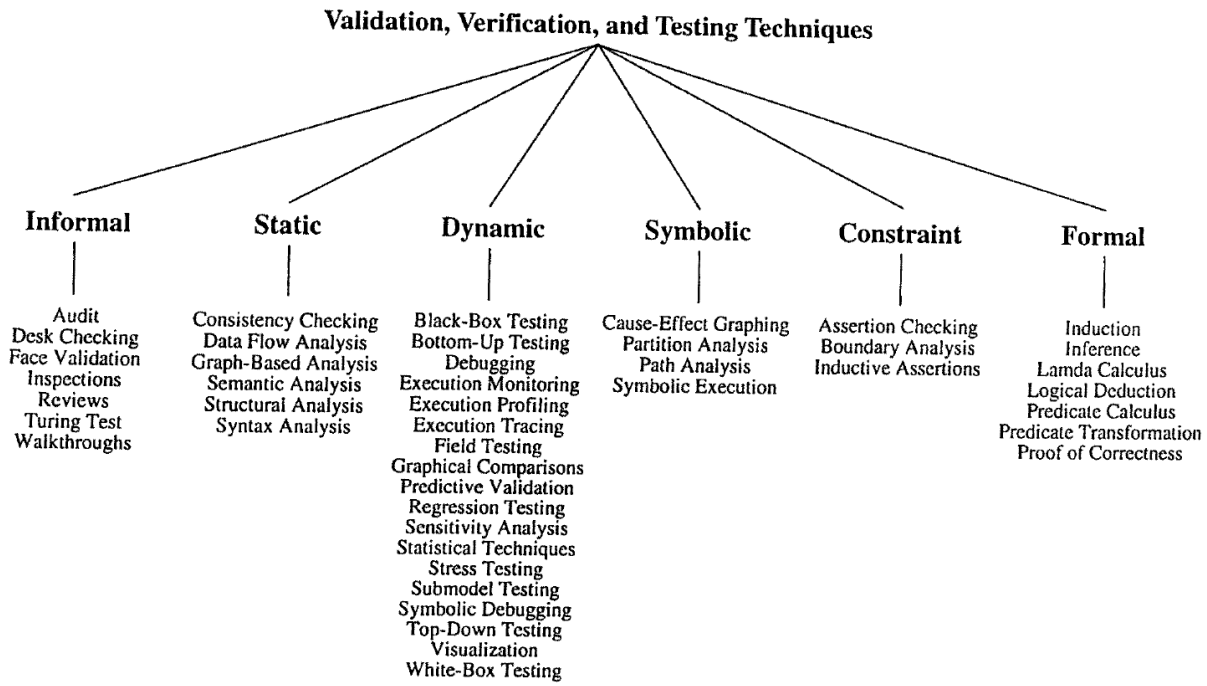 Validation, Verification, and Testing Techniques
Informal
Audit
Desk Checking
Face Validation
Inspections
Reviews
Turing Test
Walkthroughs
Static
Consistency Checking
Data Flow Analysis
Graph-Based Analysis
Semantic Analysis
Structural Analysis
Syntax Analysis
Dynamic
Black-Box Testing
Bottom-Up Testing
Debugging
Execution Monitoring
Execution Profiling
Execution Tracing
Field Testing
Graphical Comparisons
Predictive Validation
Regression Testing
Sensitivity Analysis
Statistical Techniques
Stress Testing
Submodel Testing
Symbolic Debugging
Top-Down Testing
Visualization
White-Box Testing
Symbolic
Cause-Effect Graphing
Partition Analysis
Path Analysis
Symbolic Execution
Constraint
Assertion Checking
Boundary Analysis
Inductive Assertions
Formal
Induction
Inference
Lamda Calculus
Logical Deduction
Predicate Calculus
Predicate Transformation
Proof of Correctness